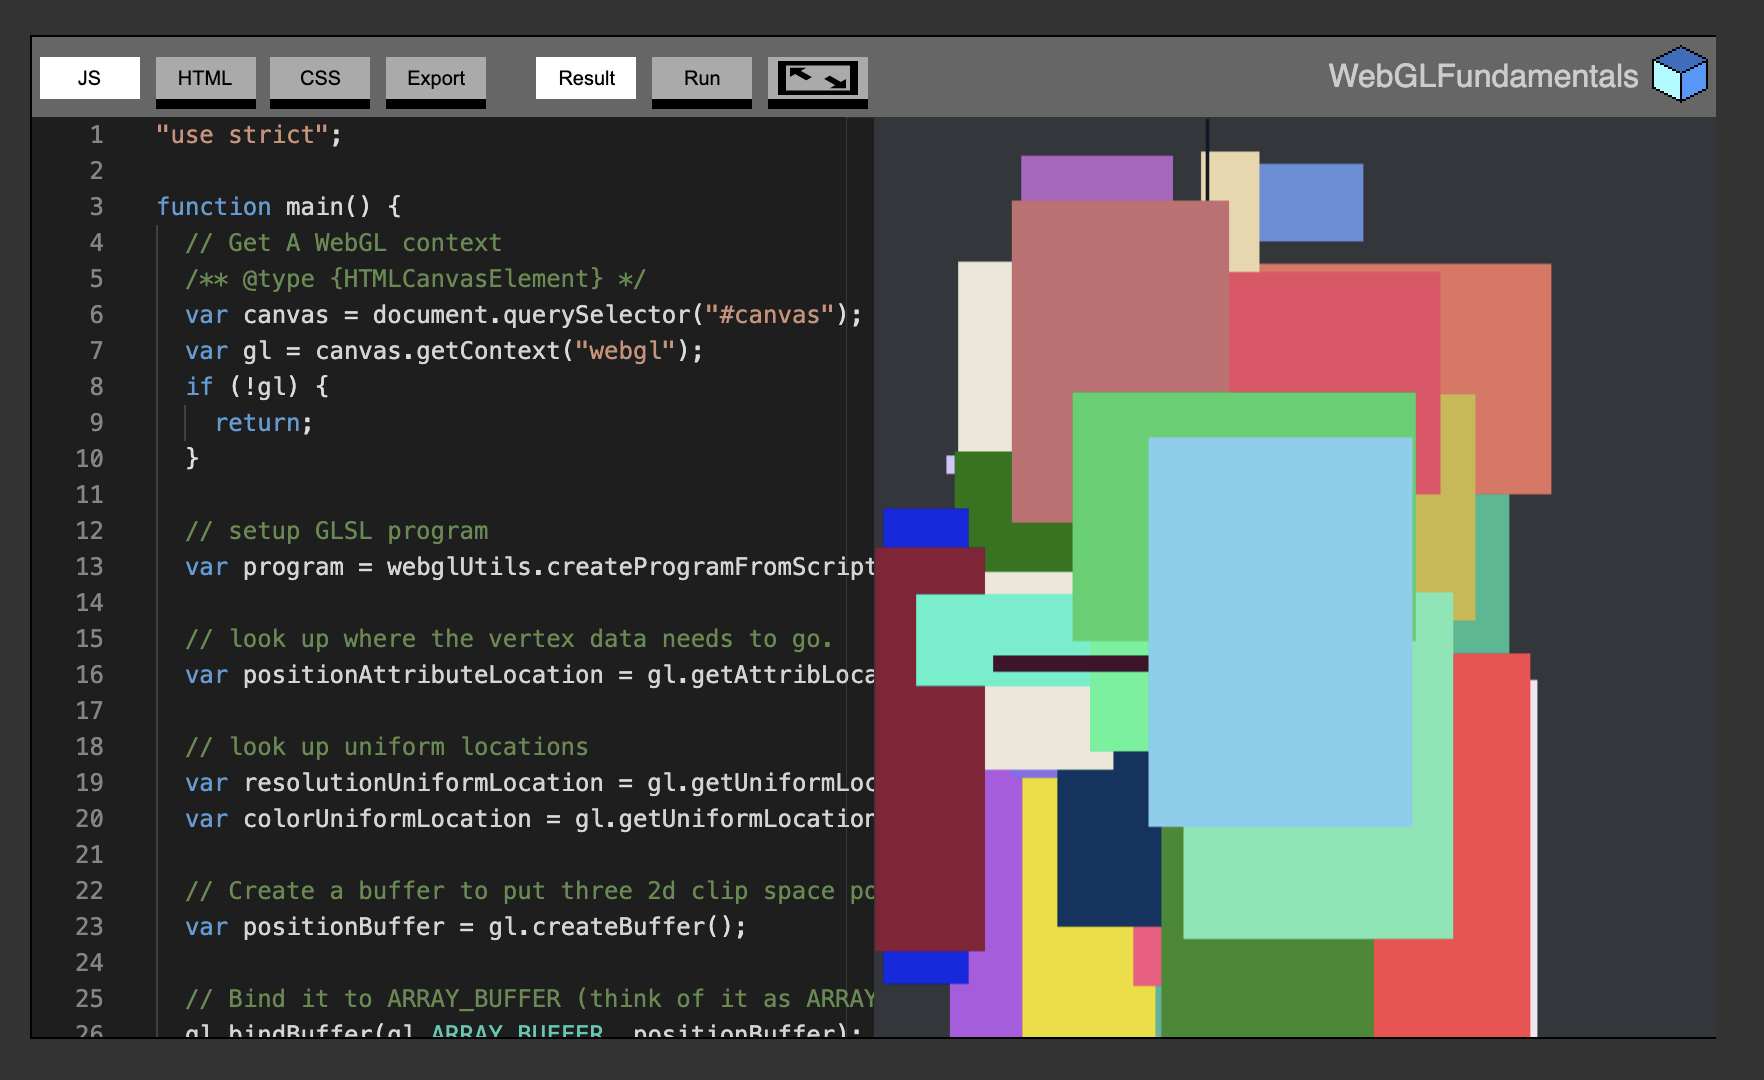 JS HTML CSS Export Result Run WebGLFundamentals
1 "use strict";
2
3 function main() {
4 // Get A WebGL context
5 /** @type {HTMLCanvasElement} */
6 var canvas = document.querySelector("#canvas");
7 var gl = canvas.getContext("webgl");
8 if (!gl) {
9 return;
10 }
11
12 // setup GLSL program
13 var program = webglUtils.createProgramFromScript
14
15 // look up where the vertex data needs to go.
16 var positionAttributeLocation = gl.getAttribLoca
17
18 // look up uniform locations
19 var resolutionUniformLocation = gl.getUniformLoc
20 var colorUniformLocation = gl.getUniformLocation
21
22 // Create a buffer to put three 2d clip space po
23 var positionBuffer = gl.createBuffer();
24
25 // Bind it to ARRAY_BUFFER (think of it as ARRAY
26 gl.bindBuffer(gl.ARRAY_BUFFER, positionBuffer);